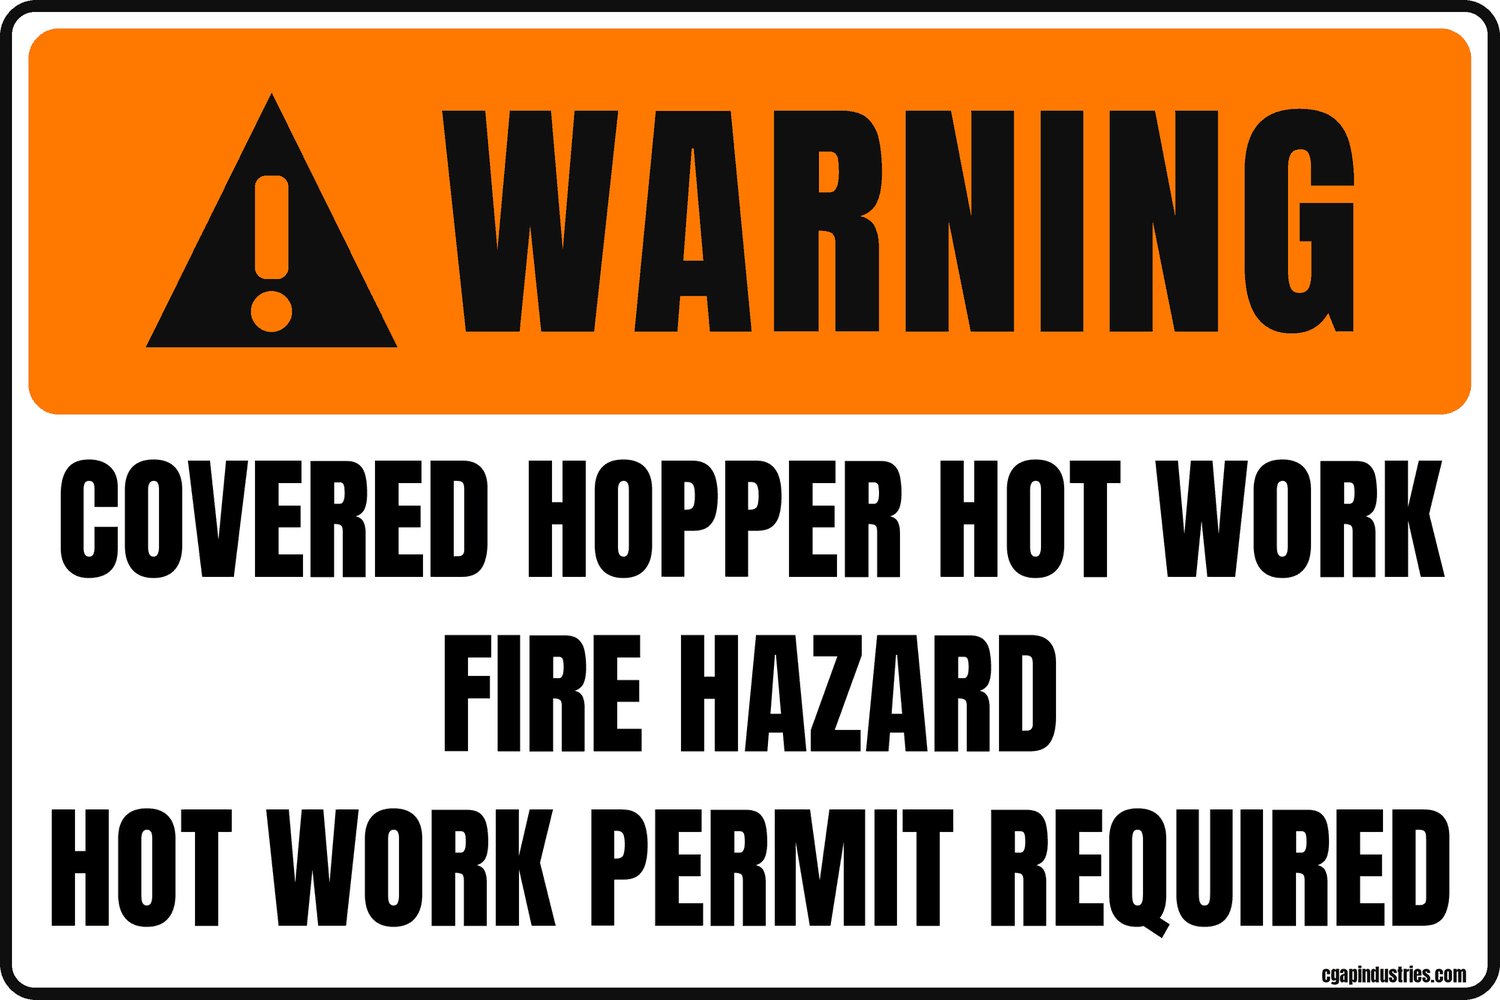 WARNING
COVERED HOPPER HOT WORK
FIRE HAZARD
HOT WORK PERMIT REQUIRED
cgapindustries.com